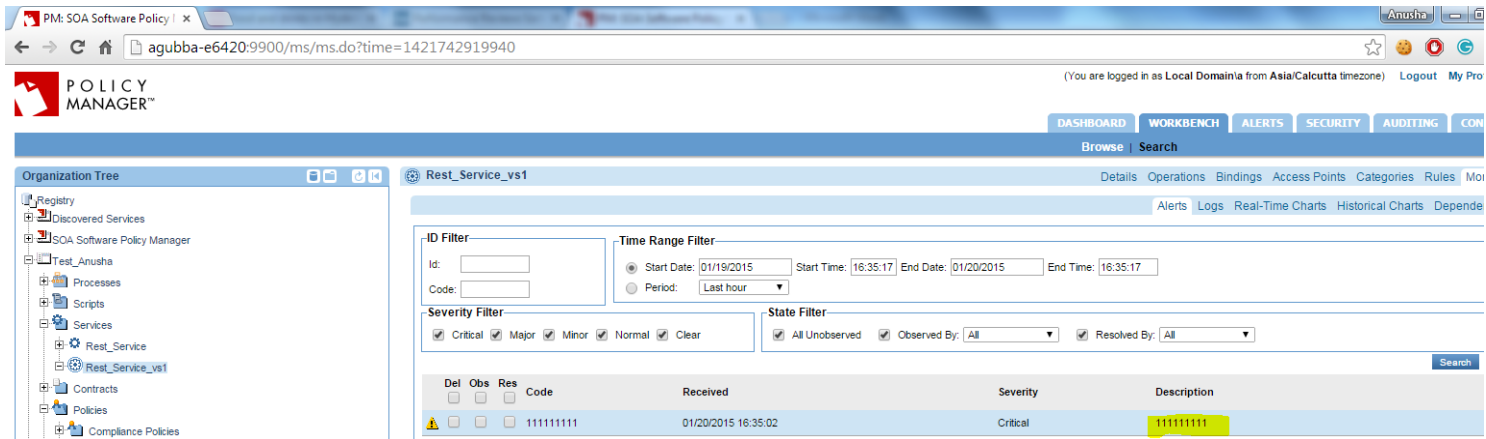 PM: SOA Software Policy
Anusha
agubba-e6420:9900/ms/ms.do?time=1421742919940
POLICY
MANAGER™
(You are logged in as Local Domain\a from Asia/Calcutta timezone) Logout My Pro
DASHBOARD WORKBENCH ALERTS SECURITY AUDITING CON
Browse | Search
Organization Tree
Registry
Discovered Services
SOA Software Policy Manager
Test_Anusha
Processes
Scripts
Services
Rest_Service
Rest_Service_vs1
Contracts
Policies
Compliance Policies
Rest_Service_vs1
Details Operations Bindings Access Points Categories Rules Mo
Alerts Logs Real-Time Charts Historical Charts Depende
ID Filter
Id:
Code:
Time Range Filter
Start Date: 01/19/2015 Start Time: 16:35:17 End Date: 01/20/2015 End Time: 16:35:17
Period: Last hour
Severity Filter
Critical Major Minor Normal Clear
State Filter
All Unobserved Observed By: All Resolved By: All
Search
Del Obs Res Code Received Severity Description
111111111 01/20/2015 16:35:02 Critical 111111111